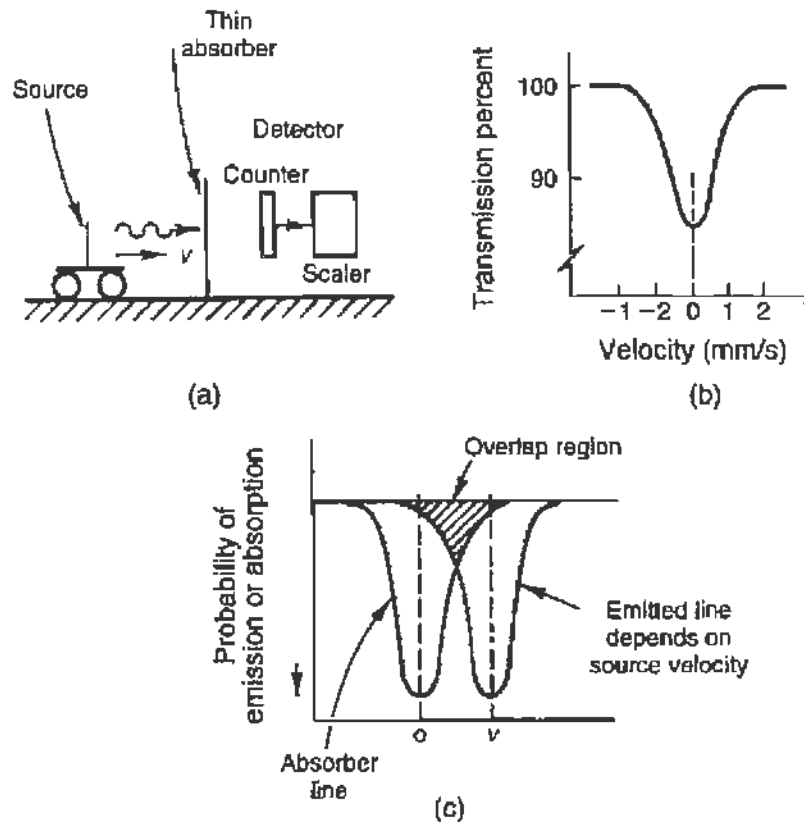 Thin
absorber
Source
Detector
Counter
v
Scaler
(a)
(b)
Transmission percent
100
90
−1 −2 0 1 2
Velocity (mm/s)
(c)
Overlap region
Probability of
emission or absorption
Emitted line
depends on
source velocity
o v
Absorber
line